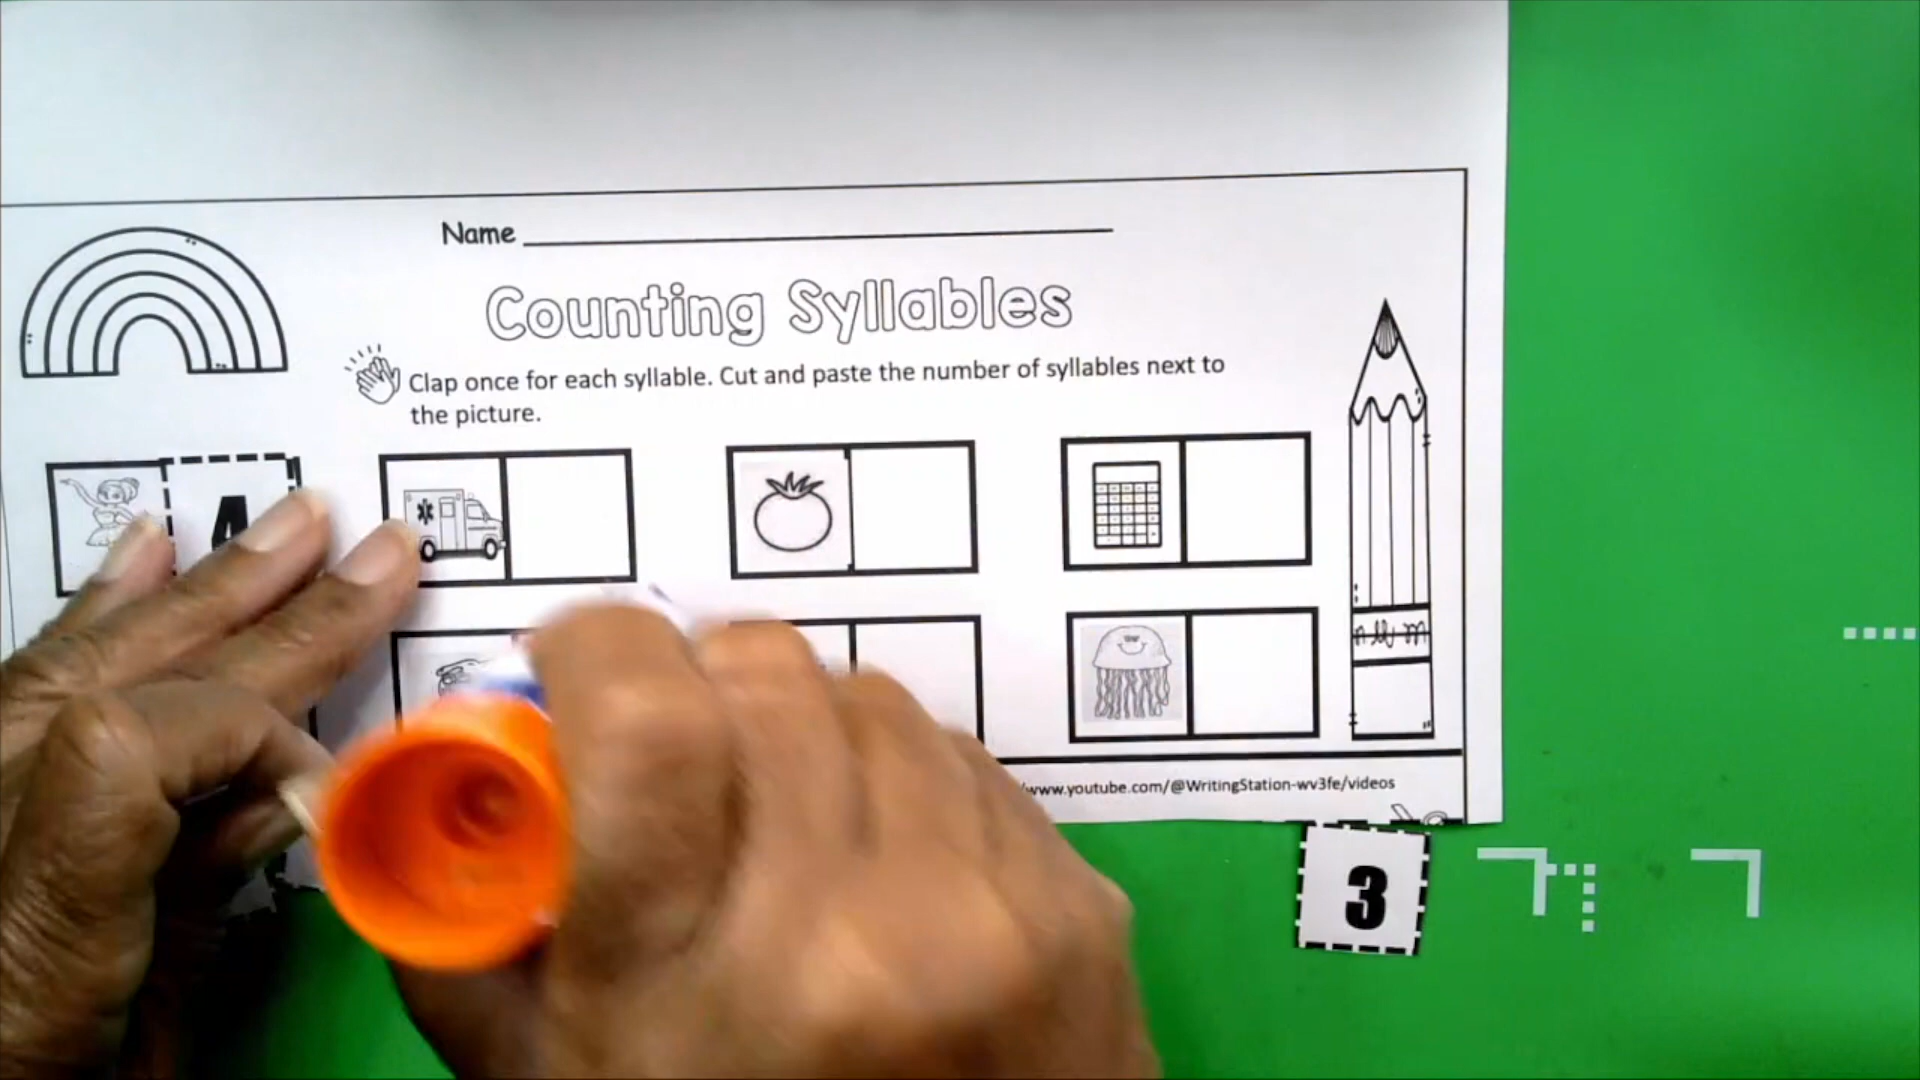 Name
Counting Syllables
Clap once for each syllable. Cut and paste the number of syllables next to
the picture.
4
www.youtube.com/@WritingStation-wv3fe/videos
3